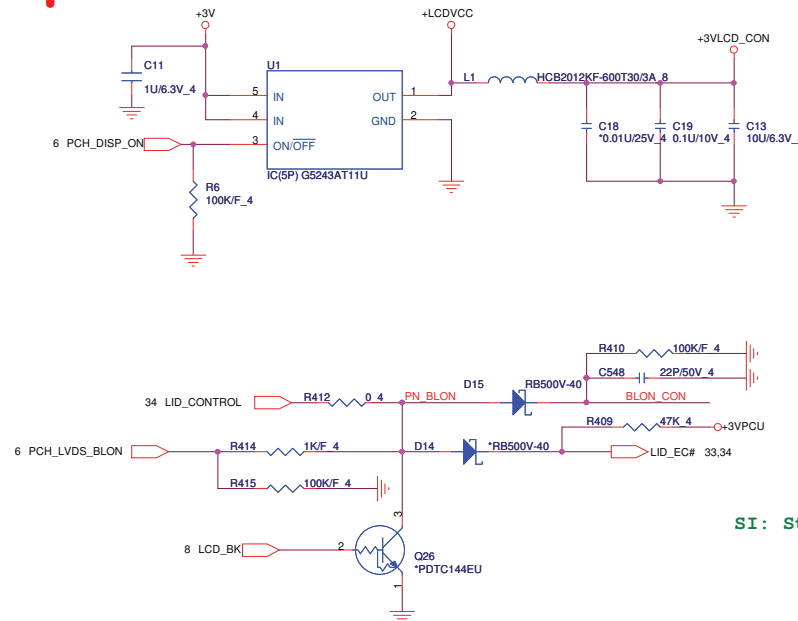 +3V
+LCDVCC
+3VLCD_CON
C11
1U/6.3V_4
U1
5 IN
4 IN
3 ON/OFF
OUT 1
GND 2
IC(5P) G5243AT11U
6 PCH_DISP_ON
R6
100K/F_4
L1 HCB2012KF-600T30/3A_8
C18
*0.01U/25V_4
C19
0.1U/10V_4
C13
10U/6.3V_
R410 100K/F_4
C548 22P/50V_4
BLON_CON
D15 RB500V-40
PN_BLON
34 LID_CONTROL
R412 0_4
R409 47K_4
+3VPCU
6 PCH_LVDS_BLON
R414 1K/F_4
D14 *RB500V-40
LID_EC# 33,34
R415 100K/F_4
SI: S
8 LCD_BK
2
3
1
Q26
*PDTC144EU